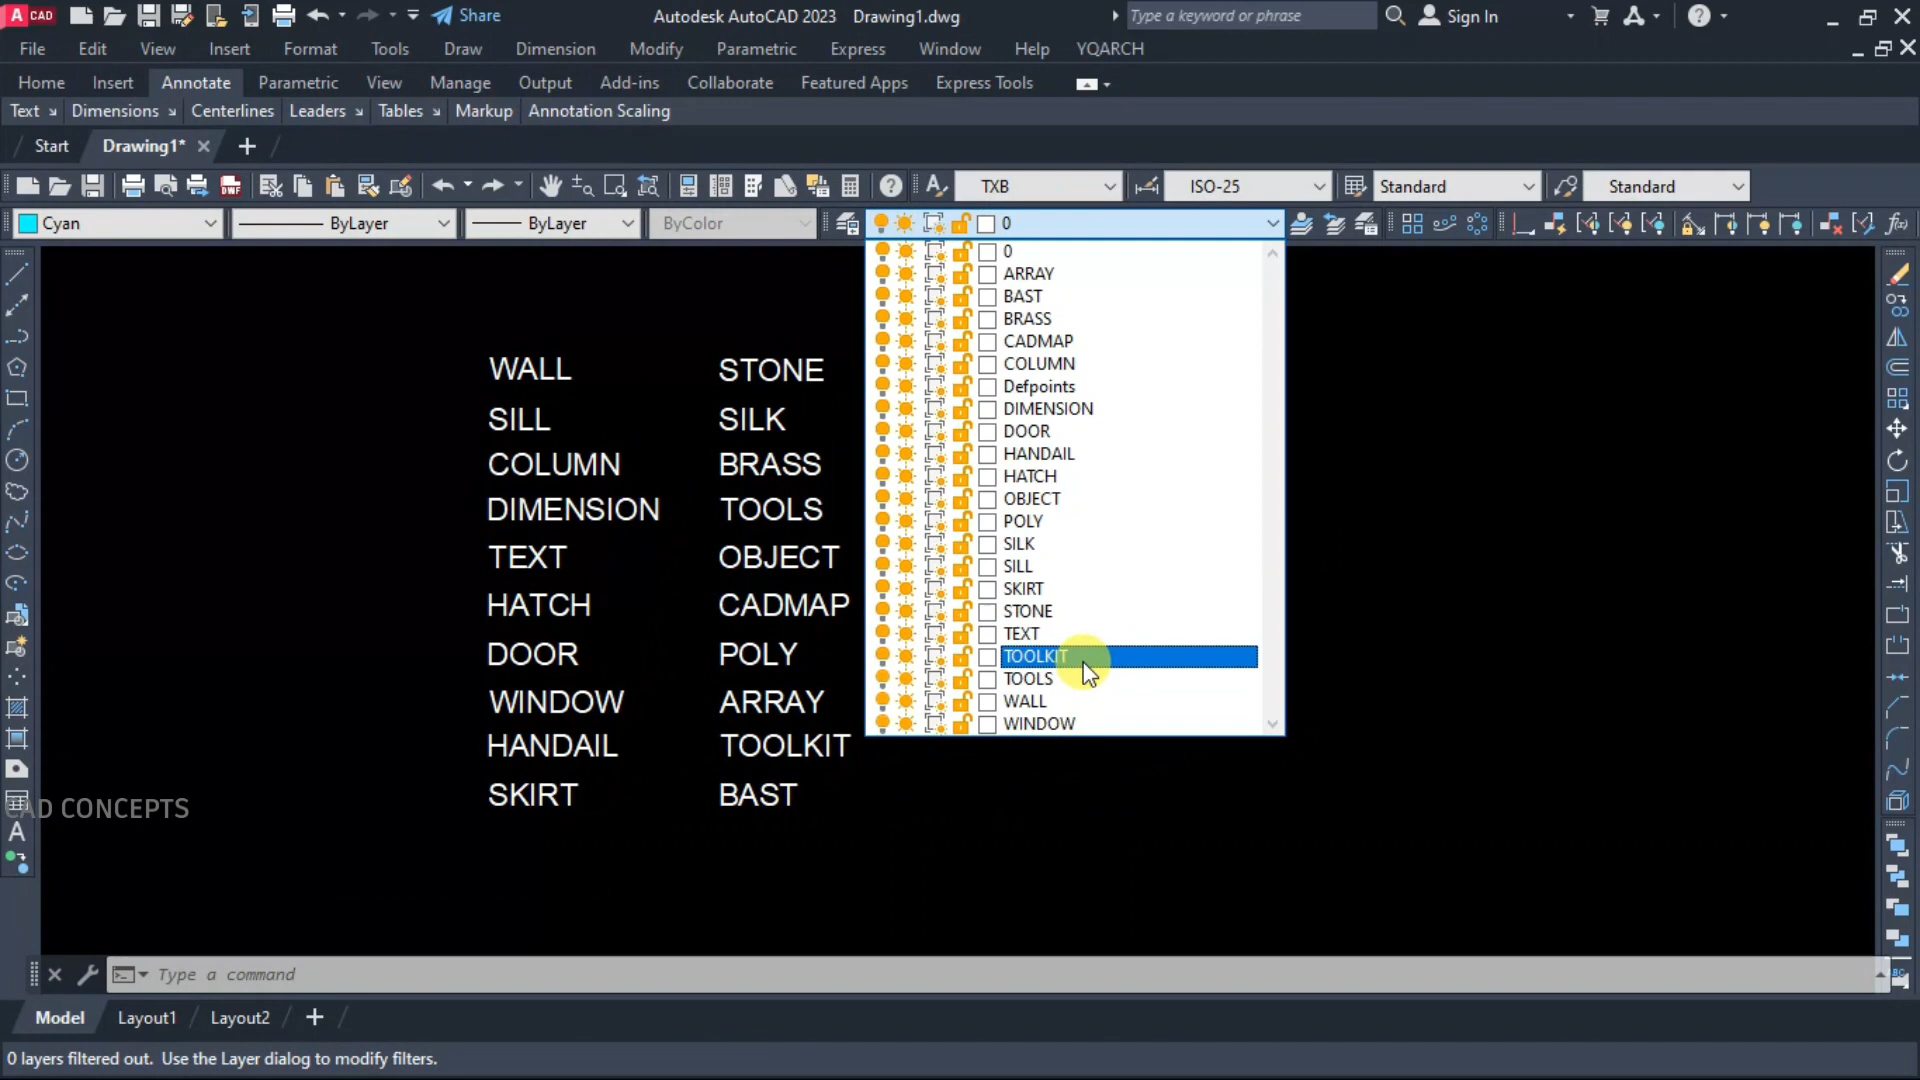 A CAD Share Autodesk AutoCAD 2023 Drawing1.dwg Type a keyword or phrase Sign In
File Edit View Insert Format Tools Draw Dimension Modify Parametric Express Window Help YQARCH
Home Insert Annotate Parametric View Manage Output Add-ins Collaborate Featured Apps Express Tools
Text Dimensions Centerlines Leaders Tables Markup Annotation Scaling
Start Drawing1*
DWF TXB ISO-25 Standard Standard
Cyan ByLayer ByLayer ByColor 0
0
ARRAY
BAST
BRASS
CADMAP
COLUMN
Defpoints
DIMENSION
DOOR
HANDAIL
HATCH
OBJECT
POLY
SILK
SILL
SKIRT
STONE
TEXT
TOOLKIT
TOOLS
WALL
WINDOW
WALL STONE
SILL SILK
COLUMN BRASS
DIMENSION TOOLS
TEXT OBJECT
HATCH CADMAP
DOOR POLY
WINDOW ARRAY
HANDAIL TOOLKIT
SKIRT BAST
CAD CONCEPTS
A
ABC
Type a command
Model Layout1 Layout2
0 layers filtered out. Use the Layer dialog to modify filters.